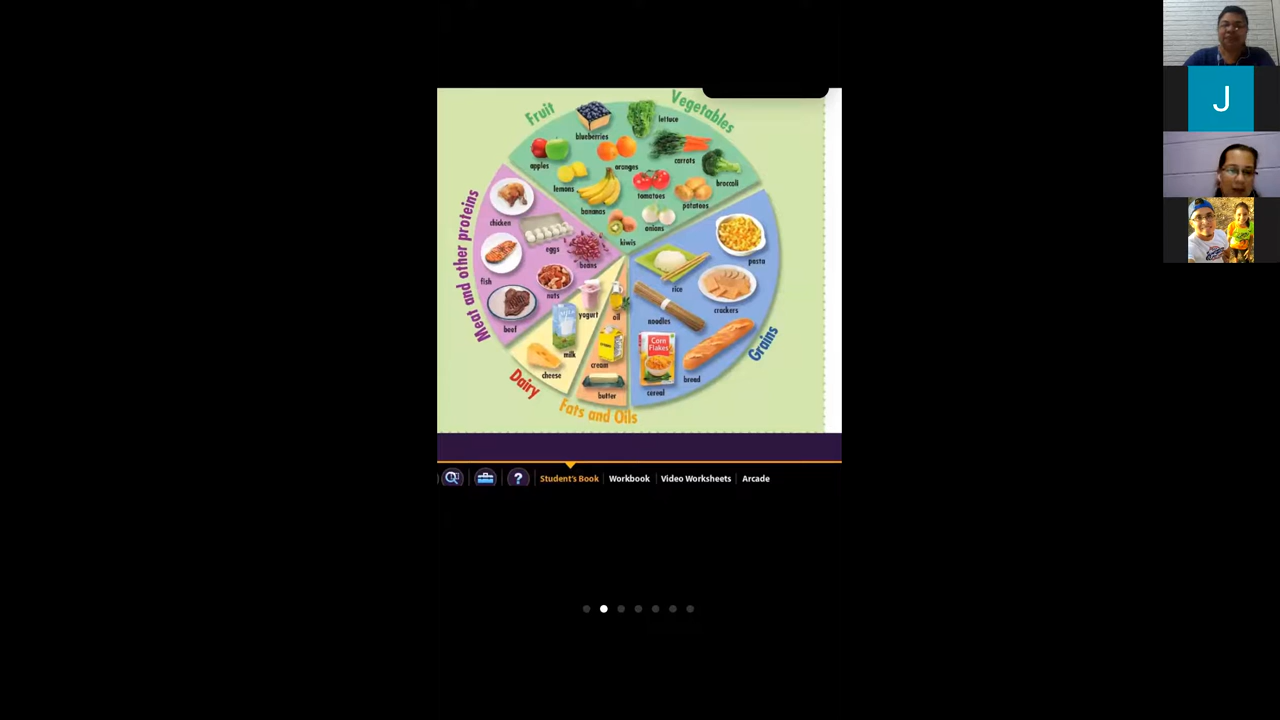 Fruit
Vegetables
blueberries
lettuce
apples
oranges
carrots
lemons
broccoli
bananas
tomatoes
potatoes
kiwis
onions
Meat and other proteins
chicken
eggs
beans
fish
nuts
beef
pasta
rice
crackers
noodles
Corn
Flakes
bread
cereal
Grains
yogurt
milk
cheese
Dairy
oil
cream
butter
Fats and Oils
?
Student's Book
Workbook
Video Worksheets
Arcade
J